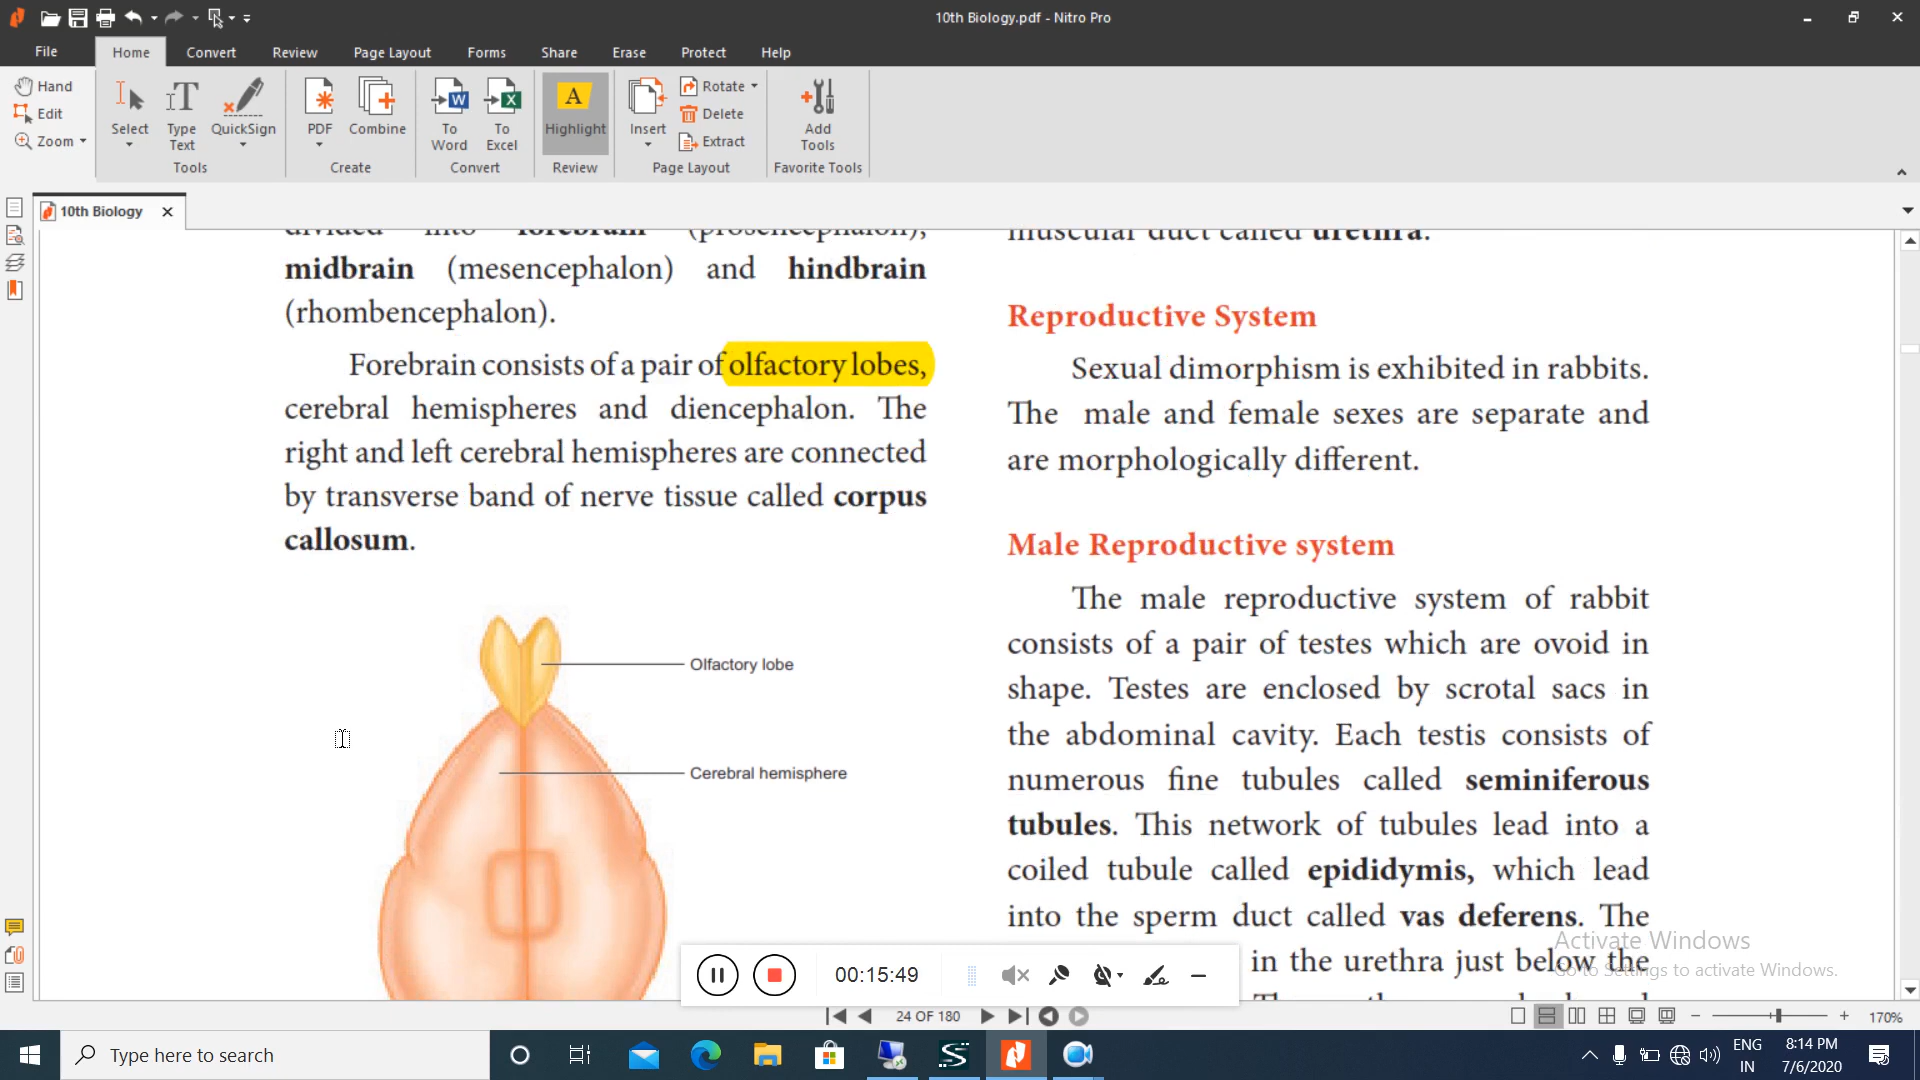 10th Biology.pdf - Nitro Pro
File
Home
Convert
Review
Page Layout
Forms
Share
Erase
Protect
Help
Hand
Edit
Zoom
Select
Type
Text
QuickSign
Tools
PDF
Combine
Create
To
Word
To
Excel
Convert
Highlight
Review
Insert
Rotate
Delete
Extract
Page Layout
Add
Tools
Favorite Tools
10th Biology
divided into forebrain (prosencephalon),
midbrain (mesencephalon) and hindbrain
(rhombencephalon).
Forebrain consists of a pair of olfactory lobes,
cerebral hemispheres and diencephalon. The
right and left cerebral hemispheres are connected
by transverse band of nerve tissue called corpus
callosum.
Olfactory lobe
Cerebral hemisphere
muscular duct called urethra.
Reproductive System
Sexual dimorphism is exhibited in rabbits.
The male and female sexes are separate and
are morphologically different.
Male Reproductive system
The male reproductive system of rabbit
consists of a pair of testes which are ovoid in
shape. Testes are enclosed by scrotal sacs in
the abdominal cavity. Each testis consists of
numerous fine tubules called seminiferous
tubules. This network of tubules lead into a
coiled tubule called epididymis, which lead
into the sperm duct called vas deferens. The
in the urethra just below the
Activate Windows
Go to Settings to activate Windows.
00:15:49
24 OF 180
170%
Type here to search
ENG
IN
8:14 PM
7/6/2020